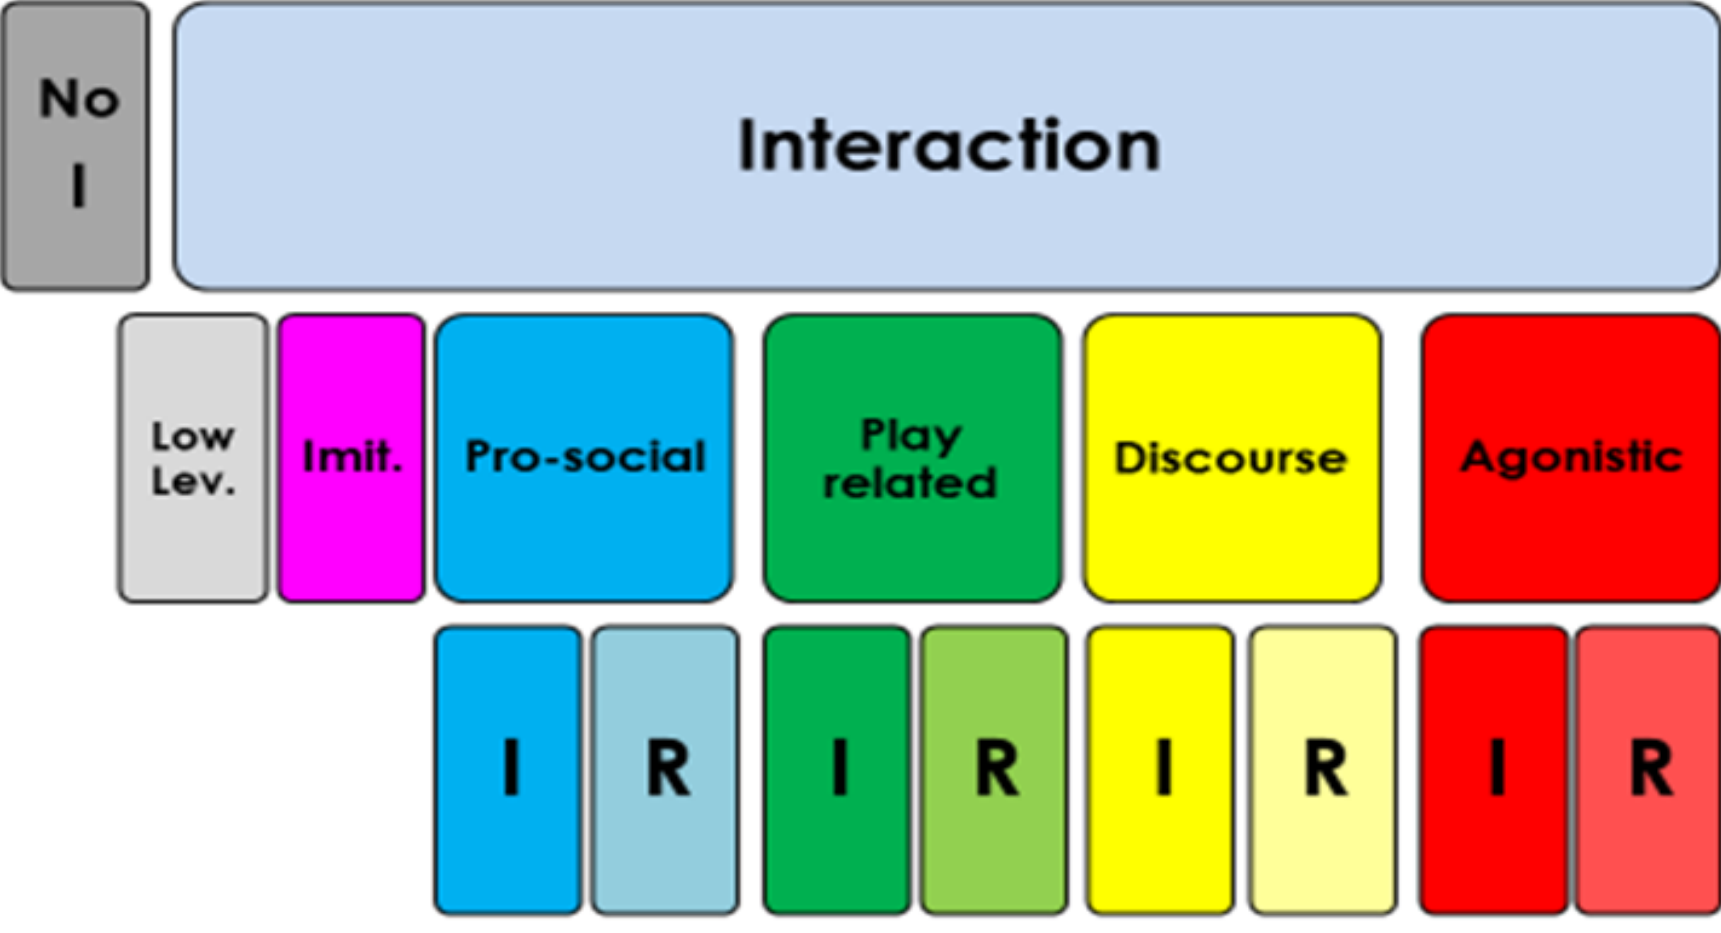 No
I
Interaction
Low
Lev.
Imit.
Pro-social
Play
related
Discourse
Agonistic
I
R
I
R
I
R
I
R